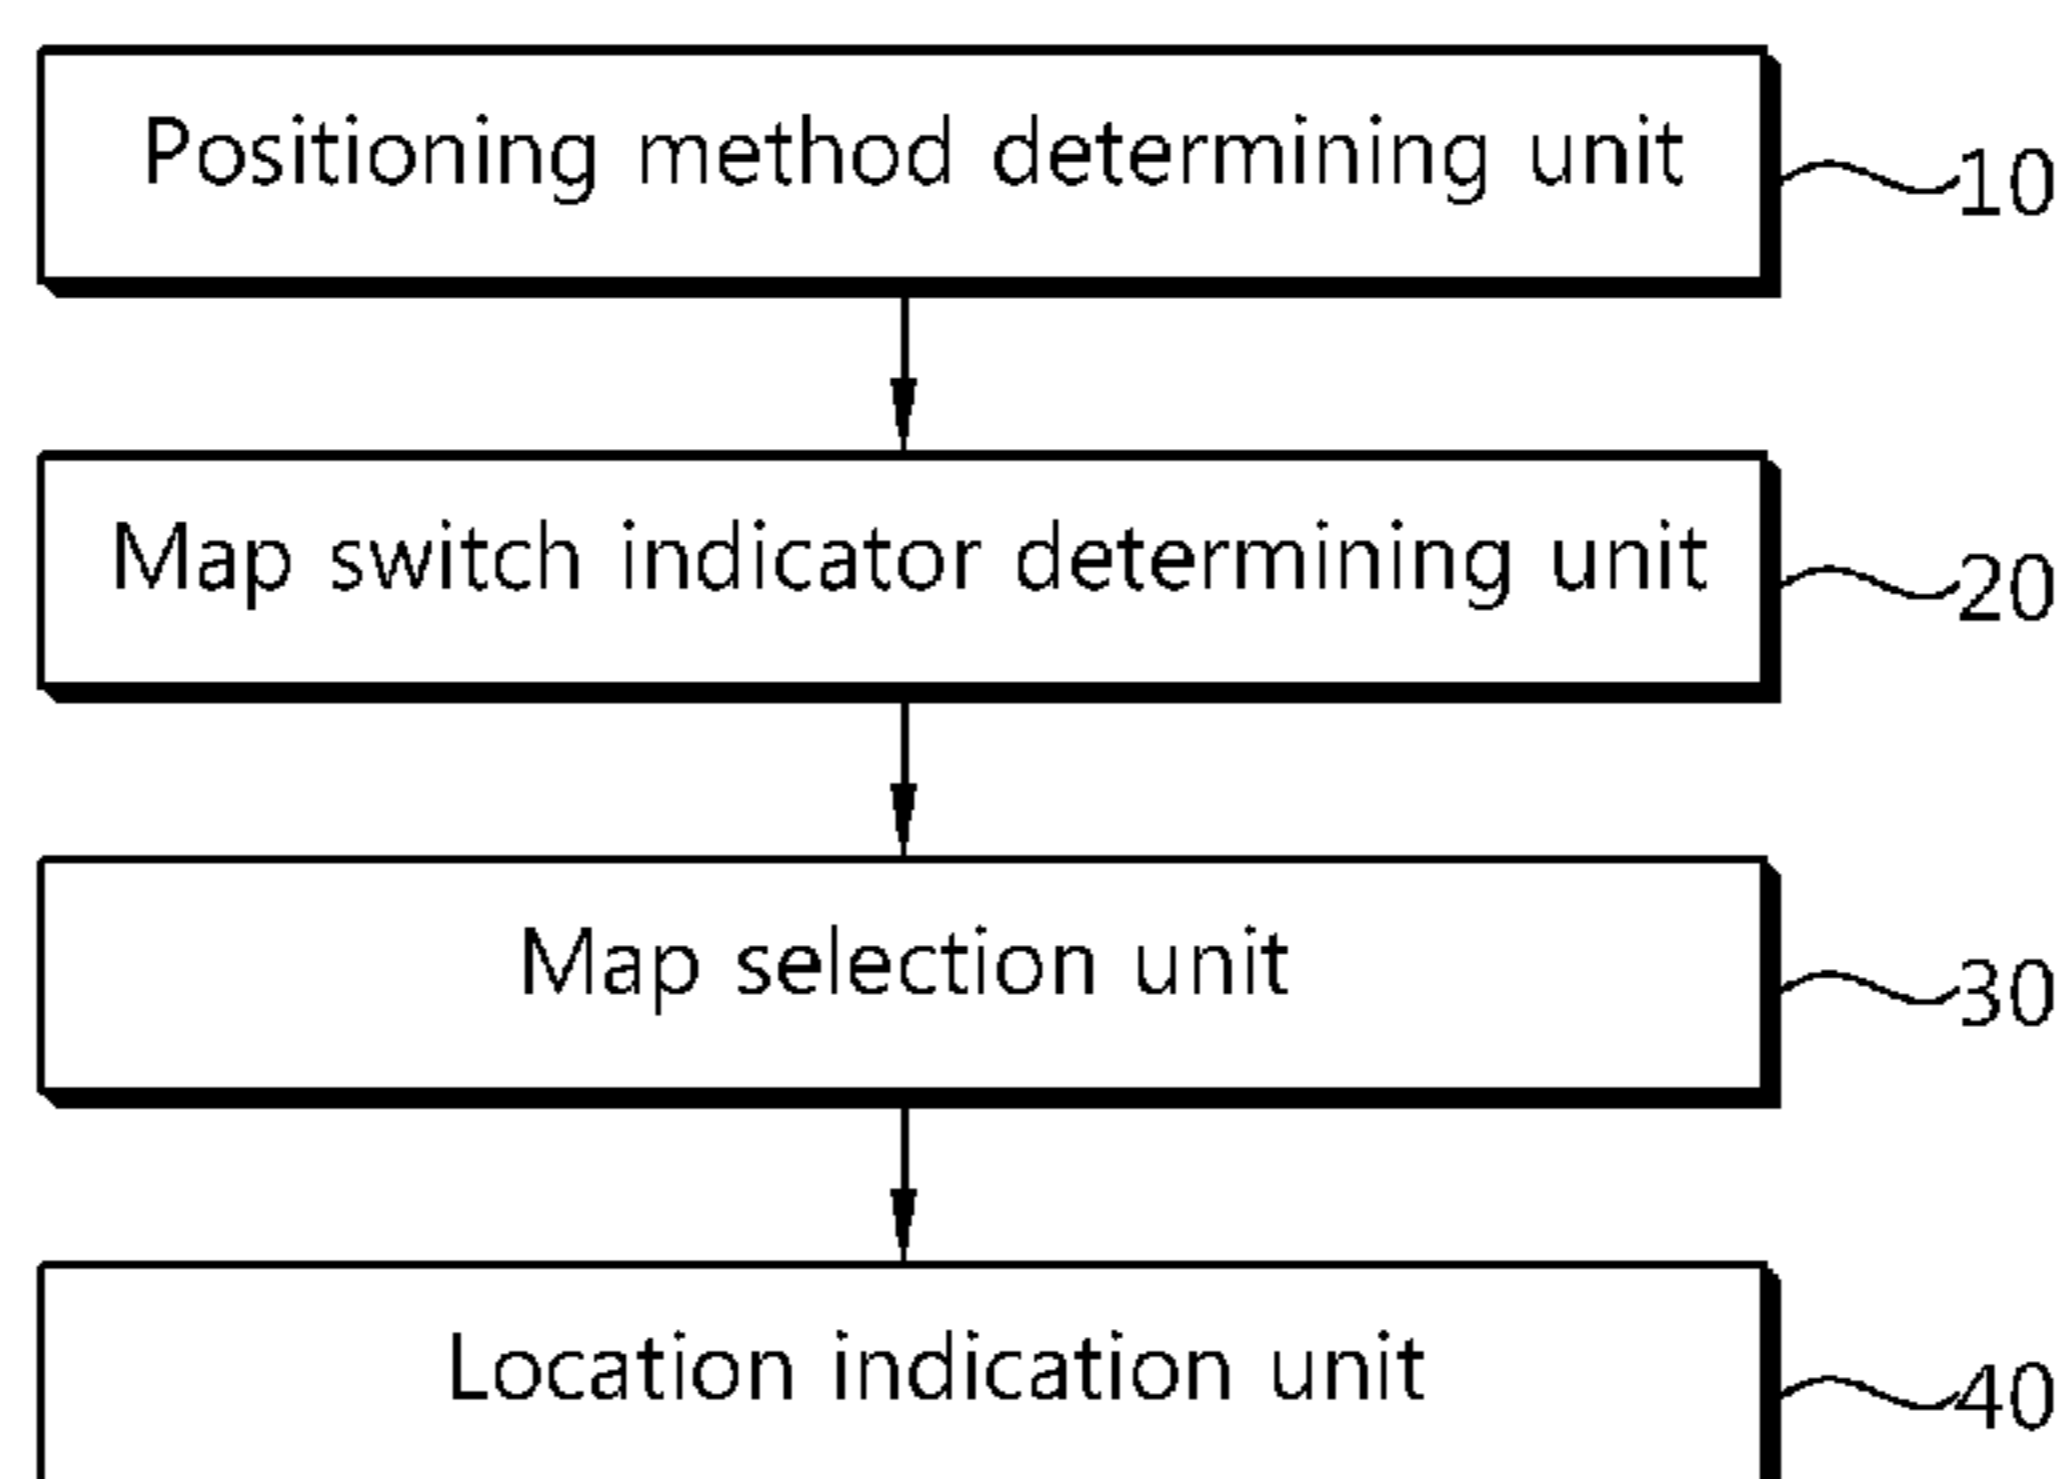 Positioning method determining unit
10
Map switch indicator determining unit
20
Map selection unit
30
Location indication unit
40